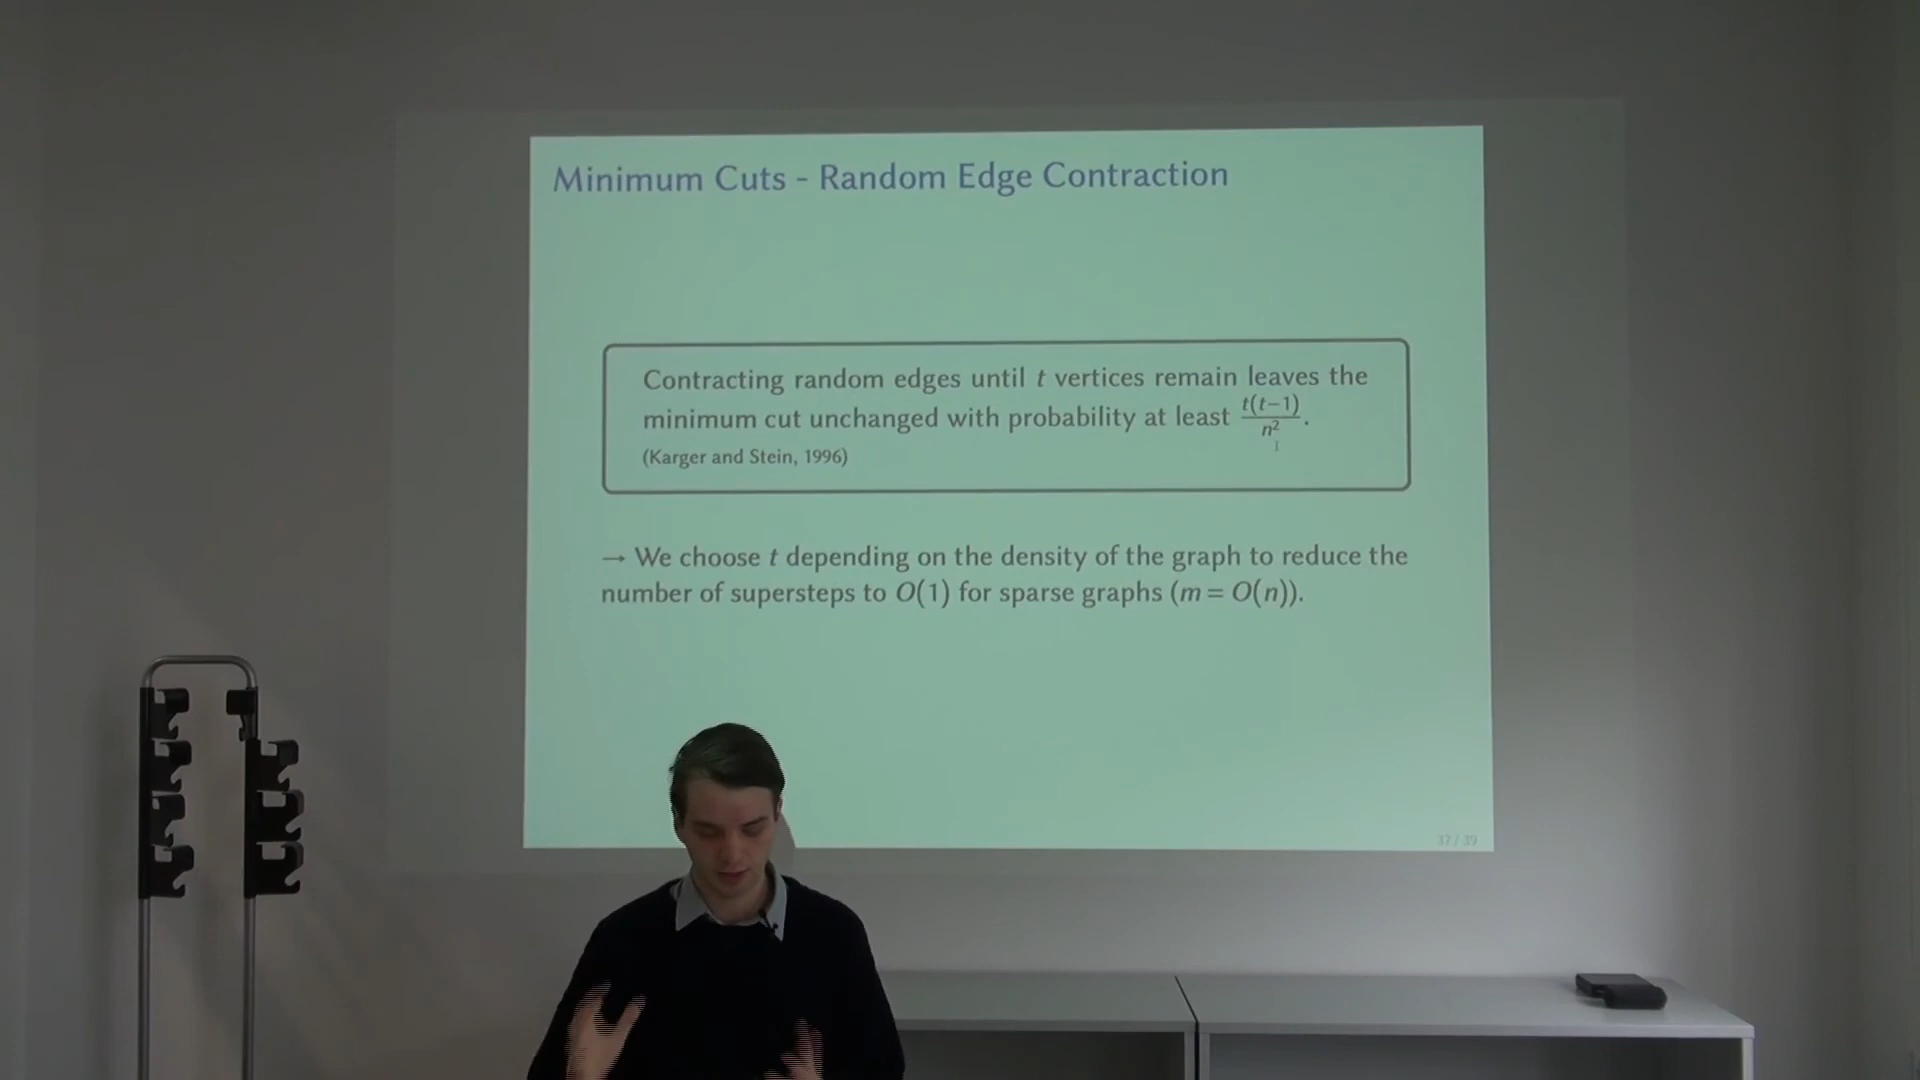 Minimum Cuts - Random Edge Contraction
Contracting random edges until t vertices remain leaves the
minimum cut unchanged with probability at least t(t−1)/n².
(Karger and Stein, 1996)
→ We choose t depending on the density of the graph to reduce the
number of supersteps to O(1) for sparse graphs (m = O(n)).
37 / 39